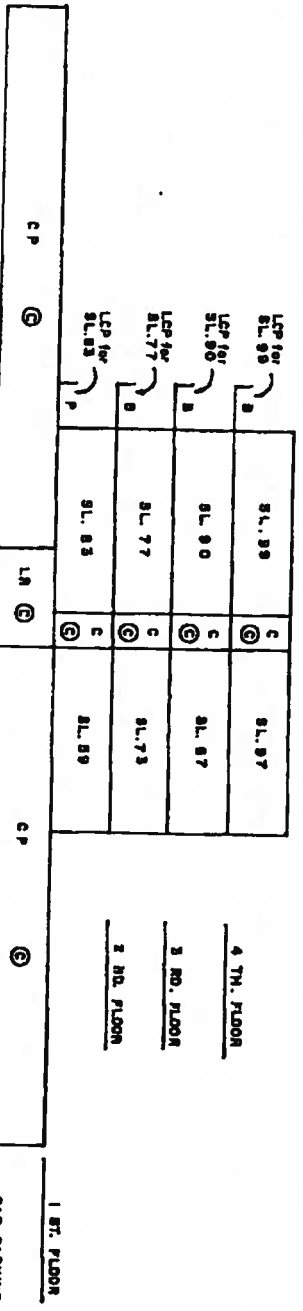 LCP for
SL.99
B SL.99 C © SL.97
4 TH. FLOOR
LCP for
SL.90
B SL.90 C © SL.67
3 RD. FLOOR
LCP for
SL.77
B SL.77 C © SL.73
2 ND. FLOOR
LCP for
SL.83
P SL.83 C © SL.59
CP © LR © CP ©
1 ST. FLOOR